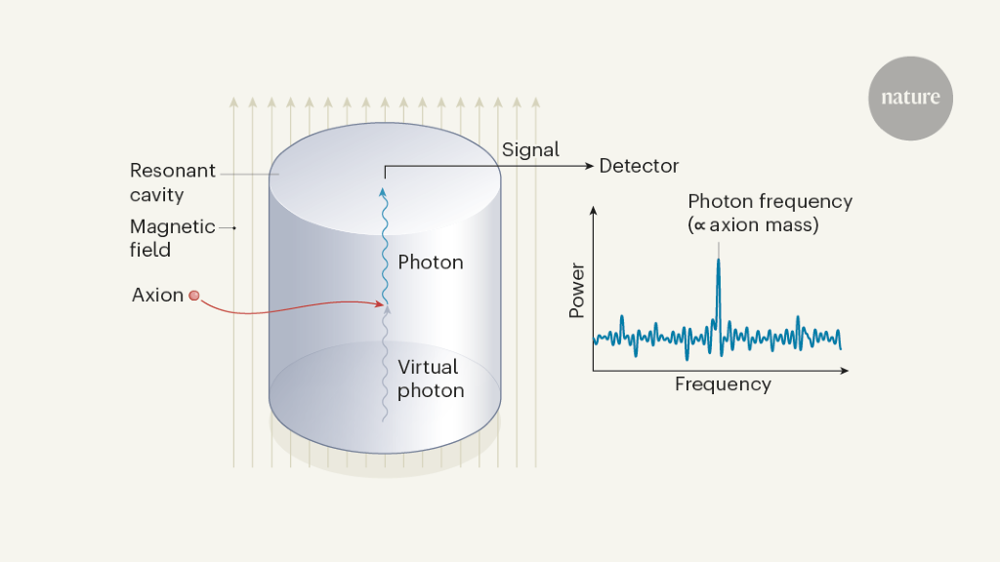 nature
Signal
Detector
Resonant
cavity
Magnetic
field
Axion
Photon
Virtual
photon
Photon frequency
(∝ axion mass)
Power
Frequency